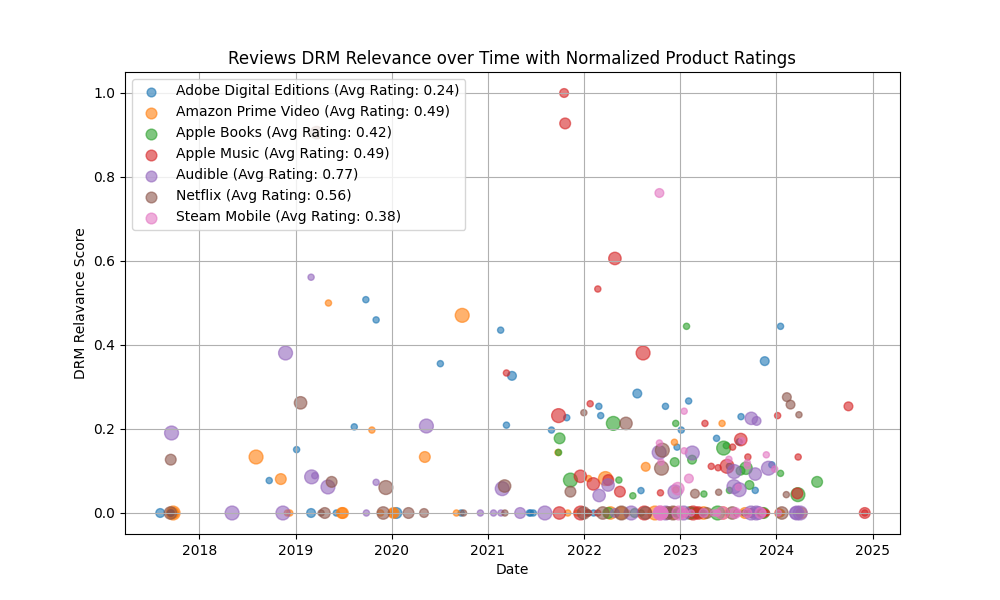 Reviews DRM Relevance over Time with Normalized Product Ratings
Adobe Digital Editions (Avg Rating: 0.24)
Amazon Prime Video (Avg Rating: 0.49)
Apple Books (Avg Rating: 0.42)
Apple Music (Avg Rating: 0.49)
Audible (Avg Rating: 0.77)
Netflix (Avg Rating: 0.56)
Steam Mobile (Avg Rating: 0.38)
DRM Relavance Score
1.0
0.8
0.6
0.4
0.2
0.0
2018 2019 2020 2021 2022 2023 2024 2025
Date